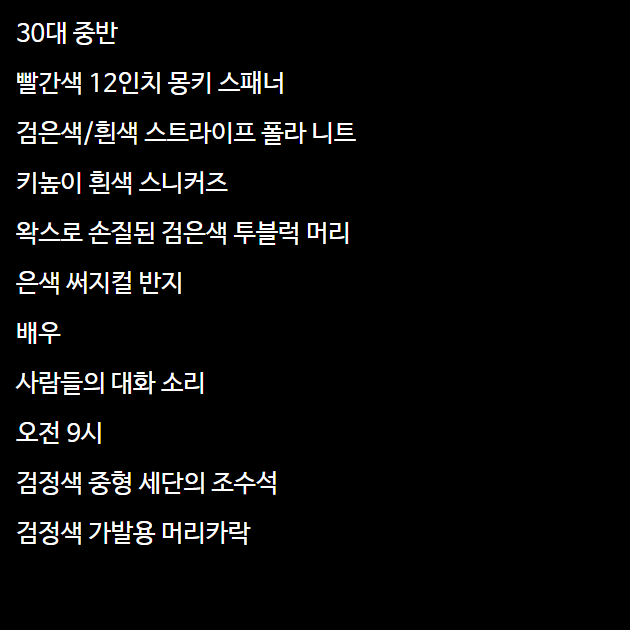 30대 중반
빨간색 12인치 몽키 스패너
검은색/흰색 스트라이프 폴라 니트
키높이 흰색 스니커즈
왁스로 손질된 검은색 투블럭 머리
은색 써지컬 반지
배우
사람들의 대화 소리
오전 9시
검정색 중형 세단의 조수석
검정색 가발용 머리카락